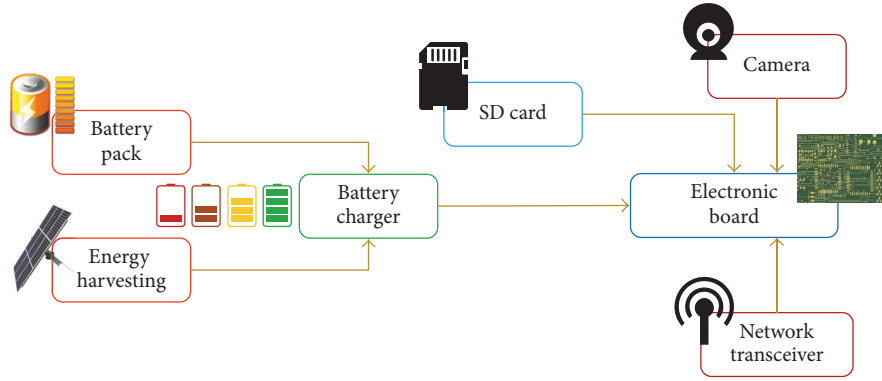 Camera
SD card
Battery
pack
Battery
charger
Electronic
board
Energy
harvesting
Network
transceiver